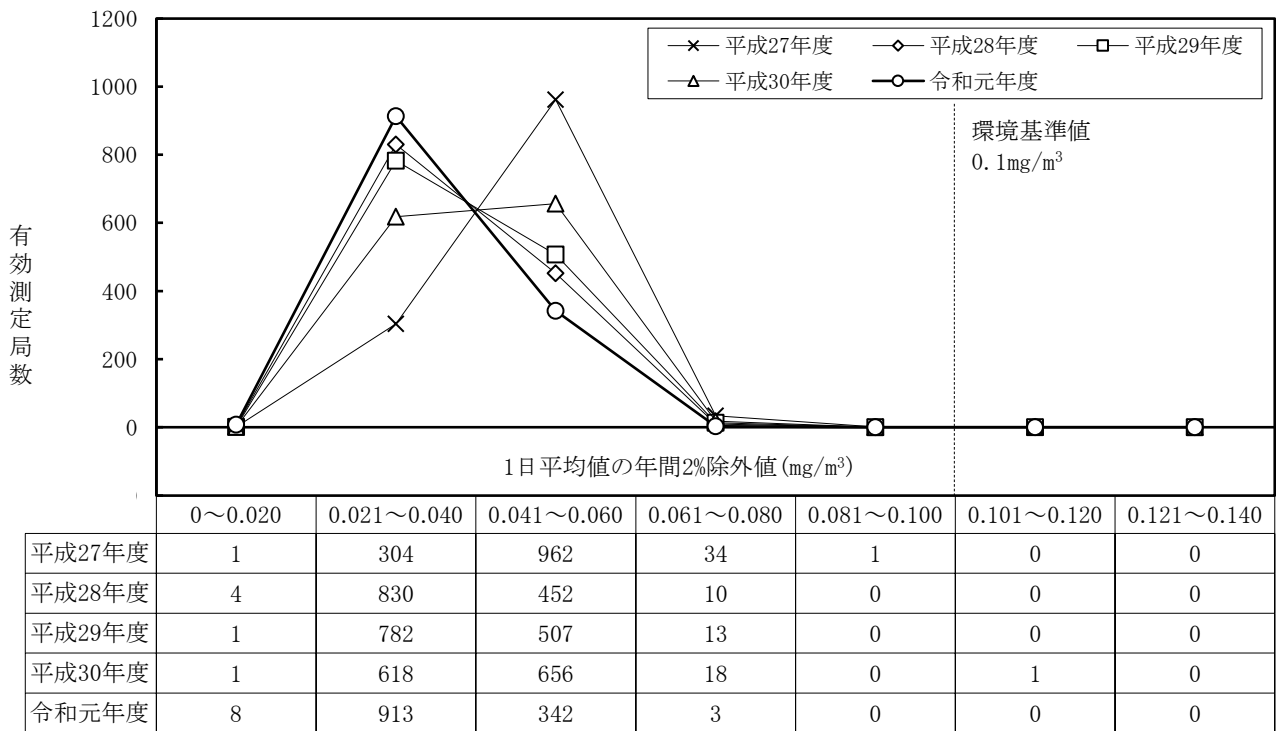 1200
1000
800
600
400
200
0
有効測定局数
平成27年度 平成28年度 平成29年度
平成30年度 令和元年度
環境基準値
0.1mg/m³
1日平均値の年間2%除外値(mg/m³)
0～0.020 0.021～0.040 0.041～0.060 0.061～0.080 0.081～0.100 0.101～0.120 0.121～0.140
平成27年度 1 304 962 34 1 0 0
平成28年度 4 830 452 10 0 0 0
平成29年度 1 782 507 13 0 0 0
平成30年度 1 618 656 18 0 1 0
令和元年度 8 913 342 3 0 0 0